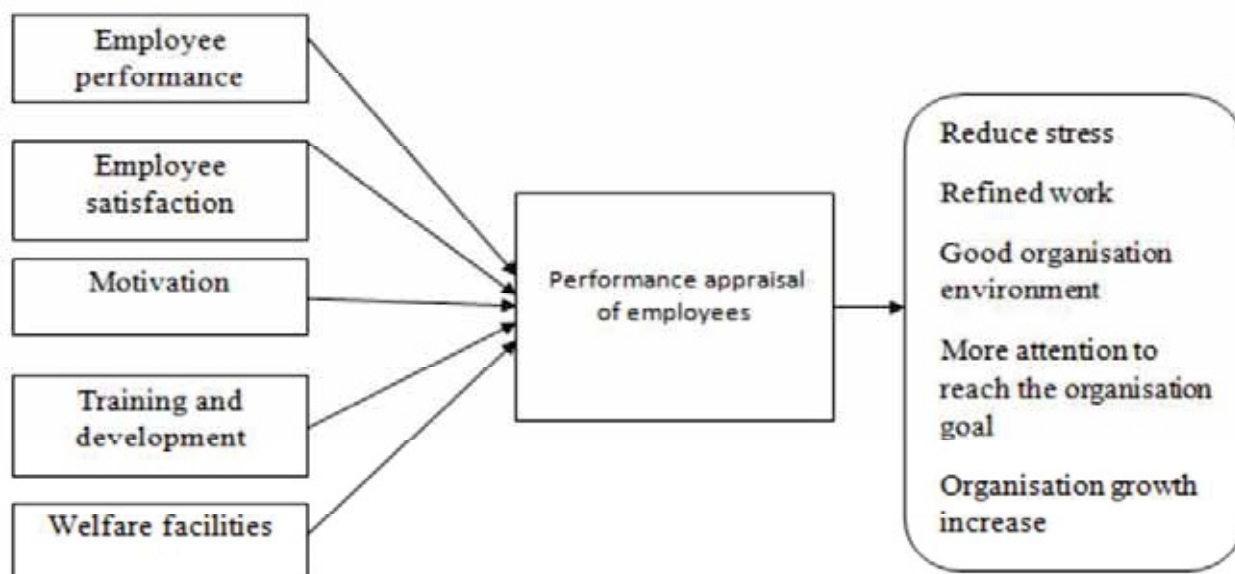 Employee
performance
Employee
satisfaction
Motivation
Training and
development
Welfare facilities
Performance appraisal
of employees
Reduce stress
Refined work
Good organisation
environment
More attention to
reach the organisation
goal
Organisation growth
increase